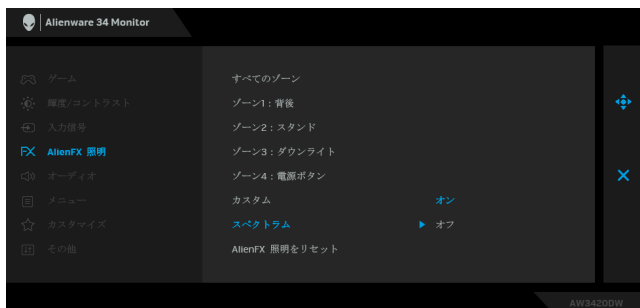 Alienware 34 Monitor
ゲーム
輝度/コントラスト
入力信号
FX AlienFX 照明
オーディオ
メニュー
カスタマイズ
その他
すべてのゾーン
ゾーン1：背後
ゾーン2：スタンド
ゾーン3：ダウンライト
ゾーン4：電源ボタン
カスタム オン
スペクトラム オフ
AlienFX 照明をリセット
AW3420DW